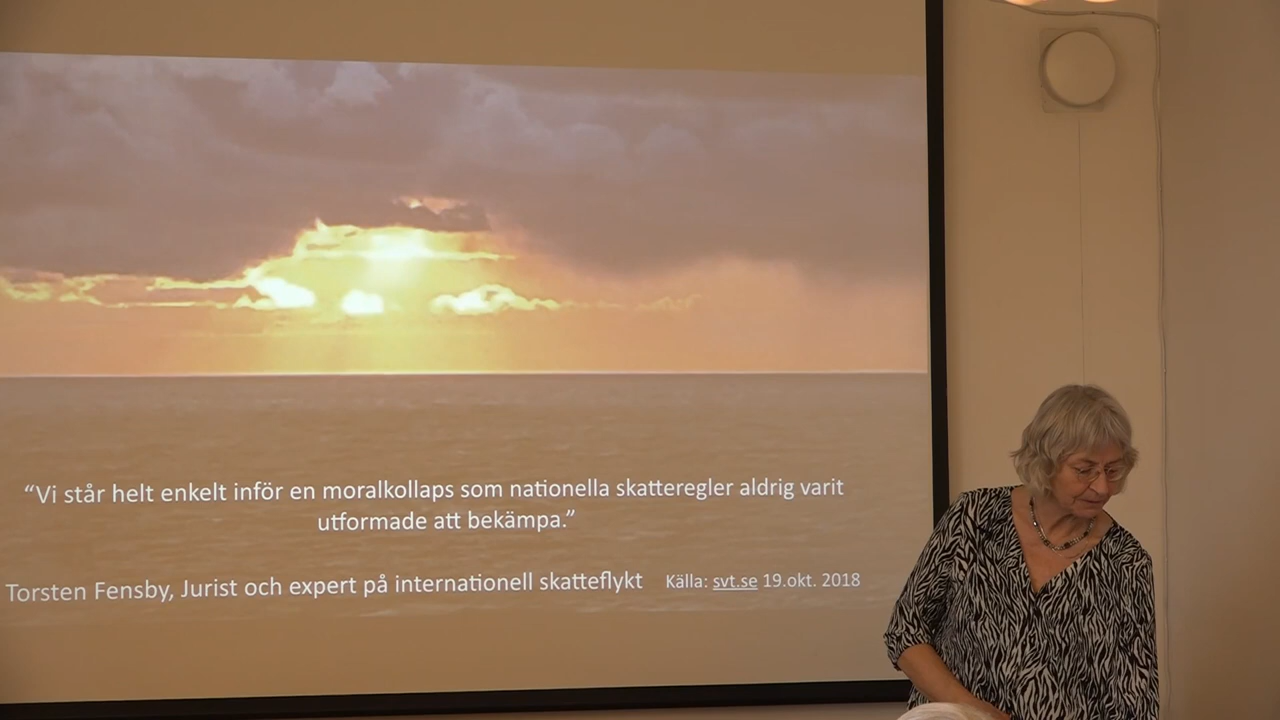 “Vi står helt enkelt inför en moralkollaps som nationella skatteregler aldrig varit
utformade att bekämpa.”
Torsten Fensby, Jurist och expert på internationell skatteflykt Källa: svt.se 19.okt. 2018